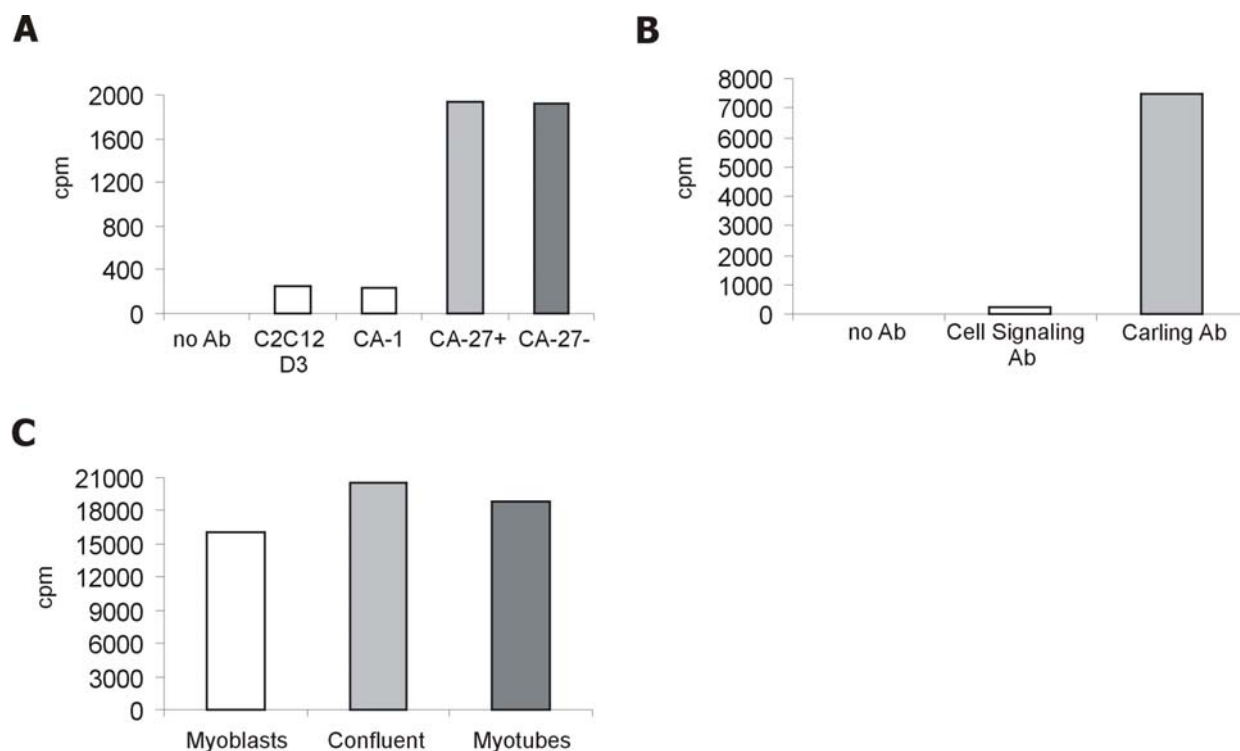 A
cpm
2000
1600
1200
800
400
0
no Ab C2C12 CA-1 CA-27+ CA-27-
D3
B
cpm
8000
7000
6000
5000
4000
3000
2000
1000
0
no Ab Cell Signaling Carling Ab
Ab
C
cpm
21000
18000
15000
12000
9000
6000
3000
0
Myoblasts Confluent Myotubes